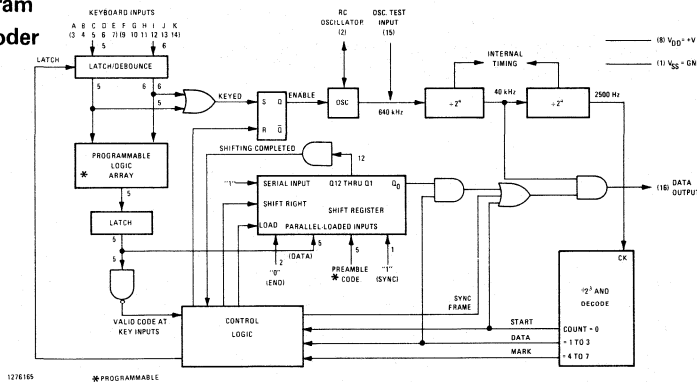 ram
oder
KEYBOARD INPUTS
A B C D E F G H I J K
(3 4 5 6 7)(9 10 11 12 13 14)
5 6
LATCH
LATCH/DEBOUNCE
5 6 6
5 5
KEYED
S Q
R Q̅
ENABLE
RC
OSCILLATOR
(2)
OSC. TEST
INPUT
(15)
OSC
640 kHz
INTERNAL
TIMING
÷2⁴
40 kHz
÷2⁴
2500 Hz
(8) VDD = +V
(1) VSS = GN
PROGRAMMABLE
LOGIC
ARRAY
*
5
LATCH
5
5
SHIFTING COMPLETED
12
"1"
SERIAL INPUT Q12 THRU Q1 Q0
SHIFT RIGHT
SHIFT REGISTER
LOAD PARALLEL-LOADED INPUTS
2 5 5 1
"0"
(END)
(DATA)
PREAMBLE
* CODE
"1"
(SYNC)
(16) DATA
OUTPUT
CK
÷2³ AND
DECODE
COUNT = 0
= 1 TO 3
= 4 TO 7
SYNC
FRAME
START
DATA
MARK
VALID CODE AT
KEY INPUTS
CONTROL
LOGIC
1276165
* PROGRAMMABLE